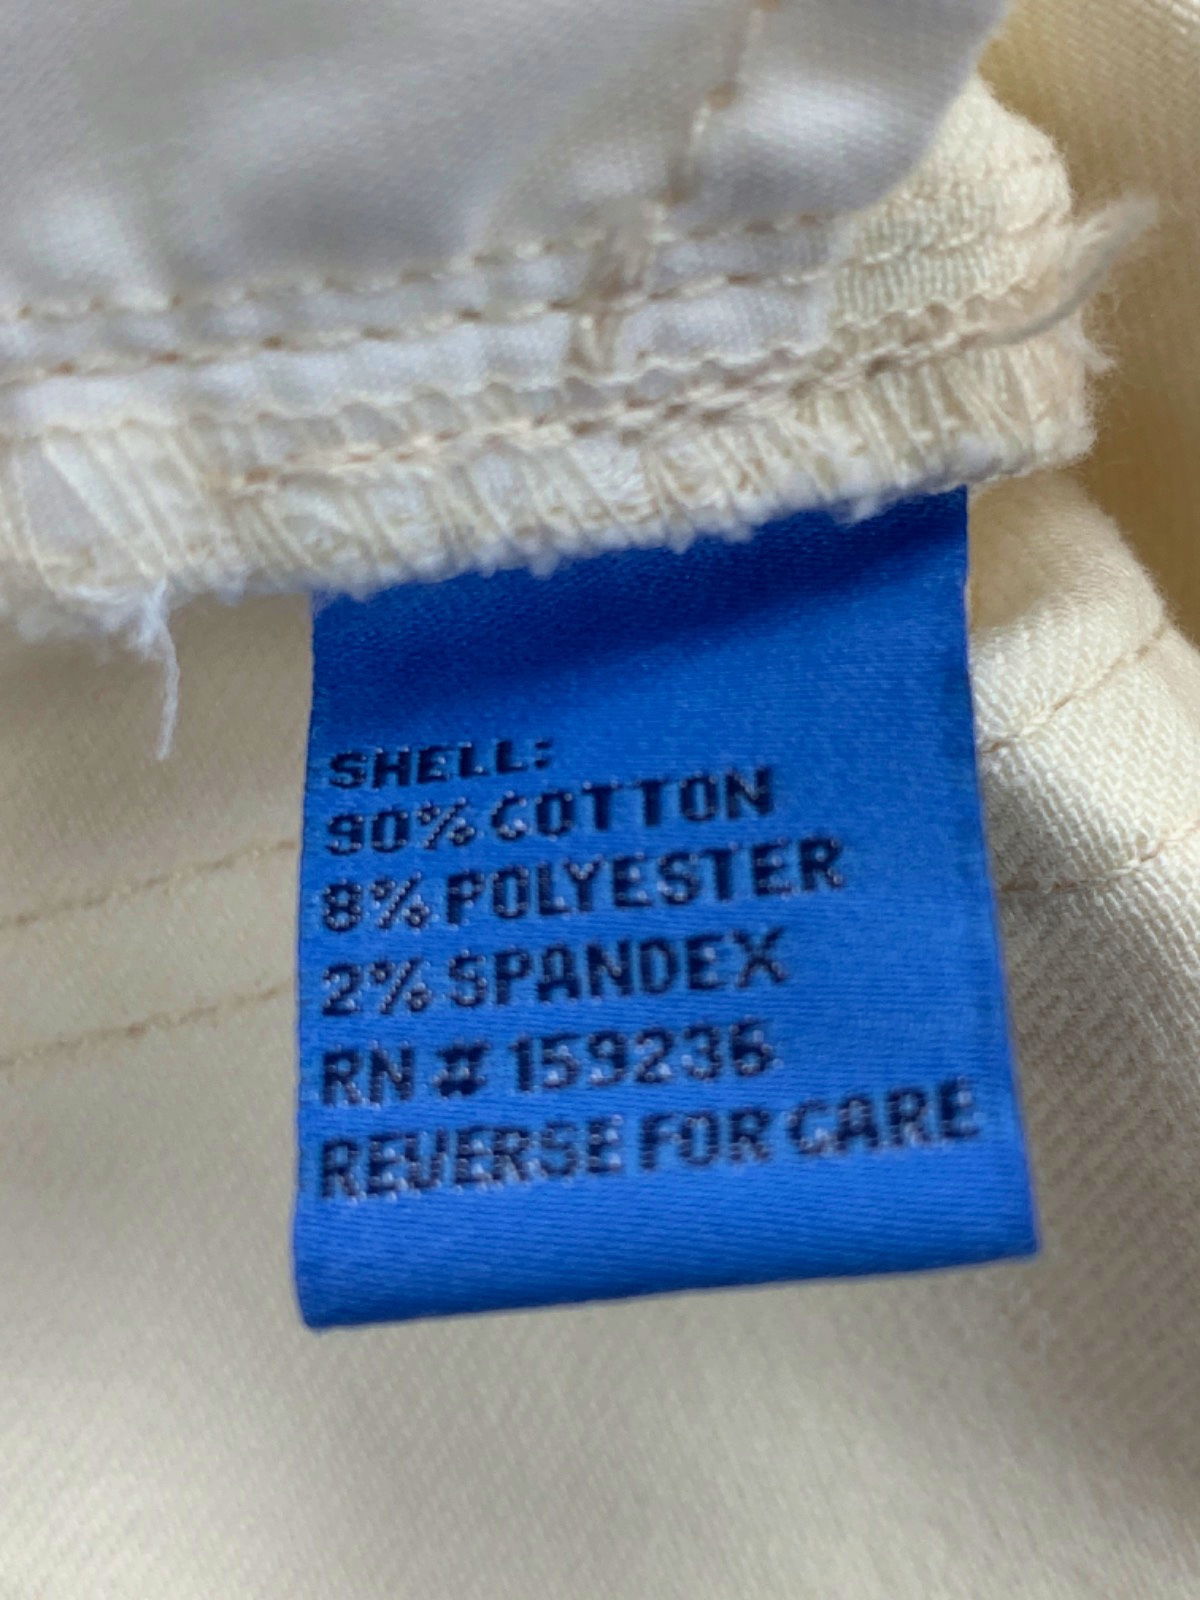 SHELL:
90% COTTON
8% POLYESTER
2% SPANDEX
RN # 159236
REVERSE FOR CARE